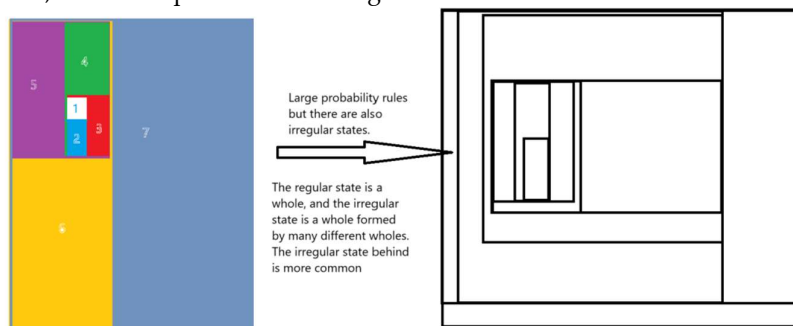 5
4
1
3
2
7
6
Large probability rules
but there are also
irregular states.
The regular state is a
whole, and the irregular
state is a whole formed
by many different wholes.
The irregular state behind
is more common